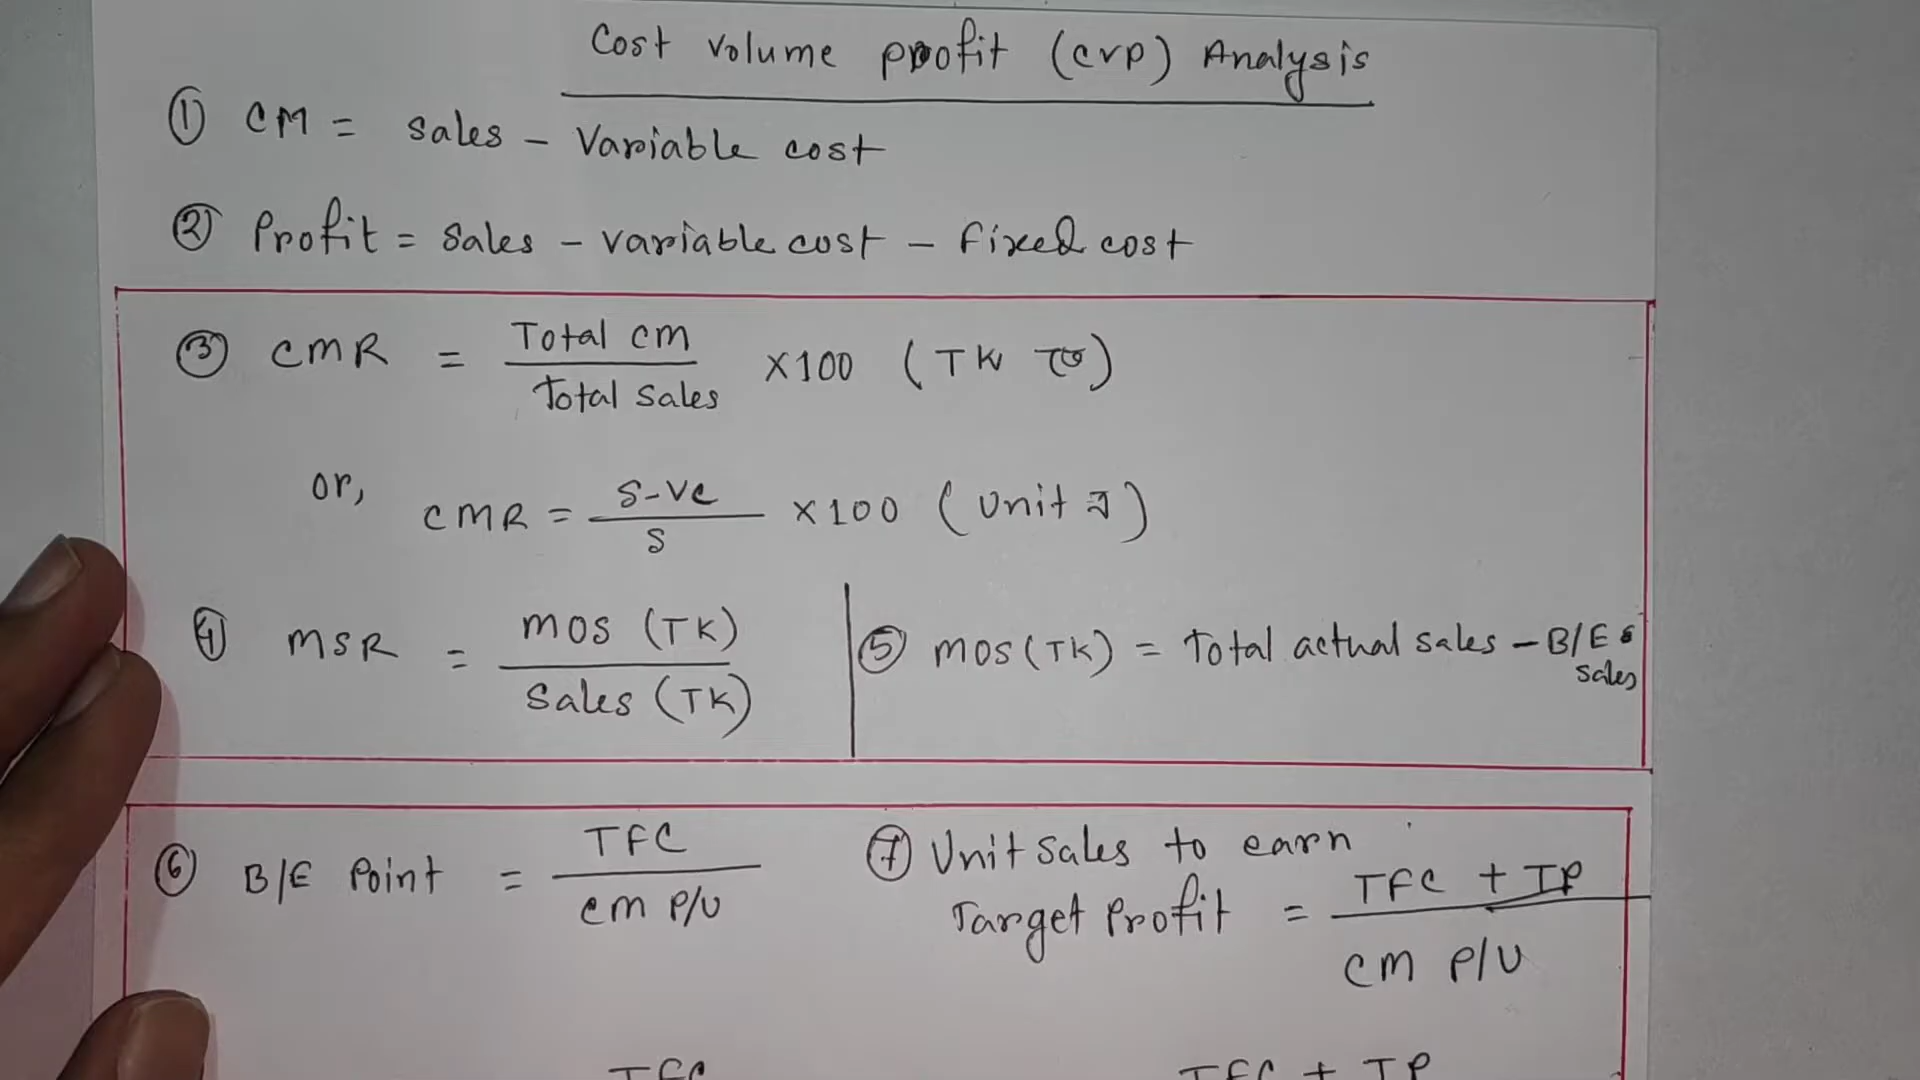 Cost Volume profit (CVP) Analysis
① CM = Sales - Variable cost
② Profit = Sales - variable cost - fixed cost
③ CMR = Total CM / Total Sales × 100 (TK তে)
or, CMR = S-VC / S × 100 (Unit এ)
④ MSR = MOS (TK) / Sales (TK)
⑤ MOS (TK) = Total actual sales - B/E Sales
⑥ B/E Point = TFC / CM P/U
⑦ Unit Sales to earn
Target Profit = TFC + TP / CM P/U
TFC
TFC + TP